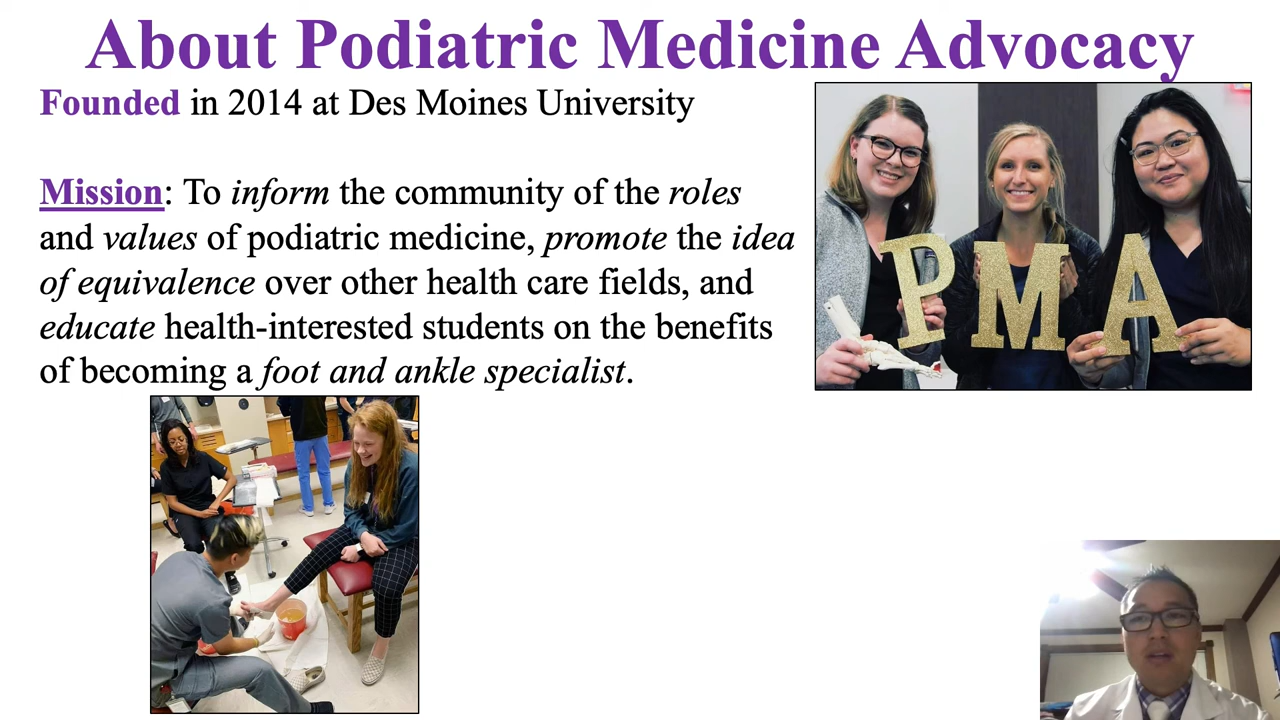 About Podiatric Medicine Advocacy
Founded in 2014 at Des Moines University
Mission: To inform the community of the roles
and values of podiatric medicine, promote the idea
of equivalence over other health care fields, and
educate health-interested students on the benefits
of becoming a foot and ankle specialist.
PMA